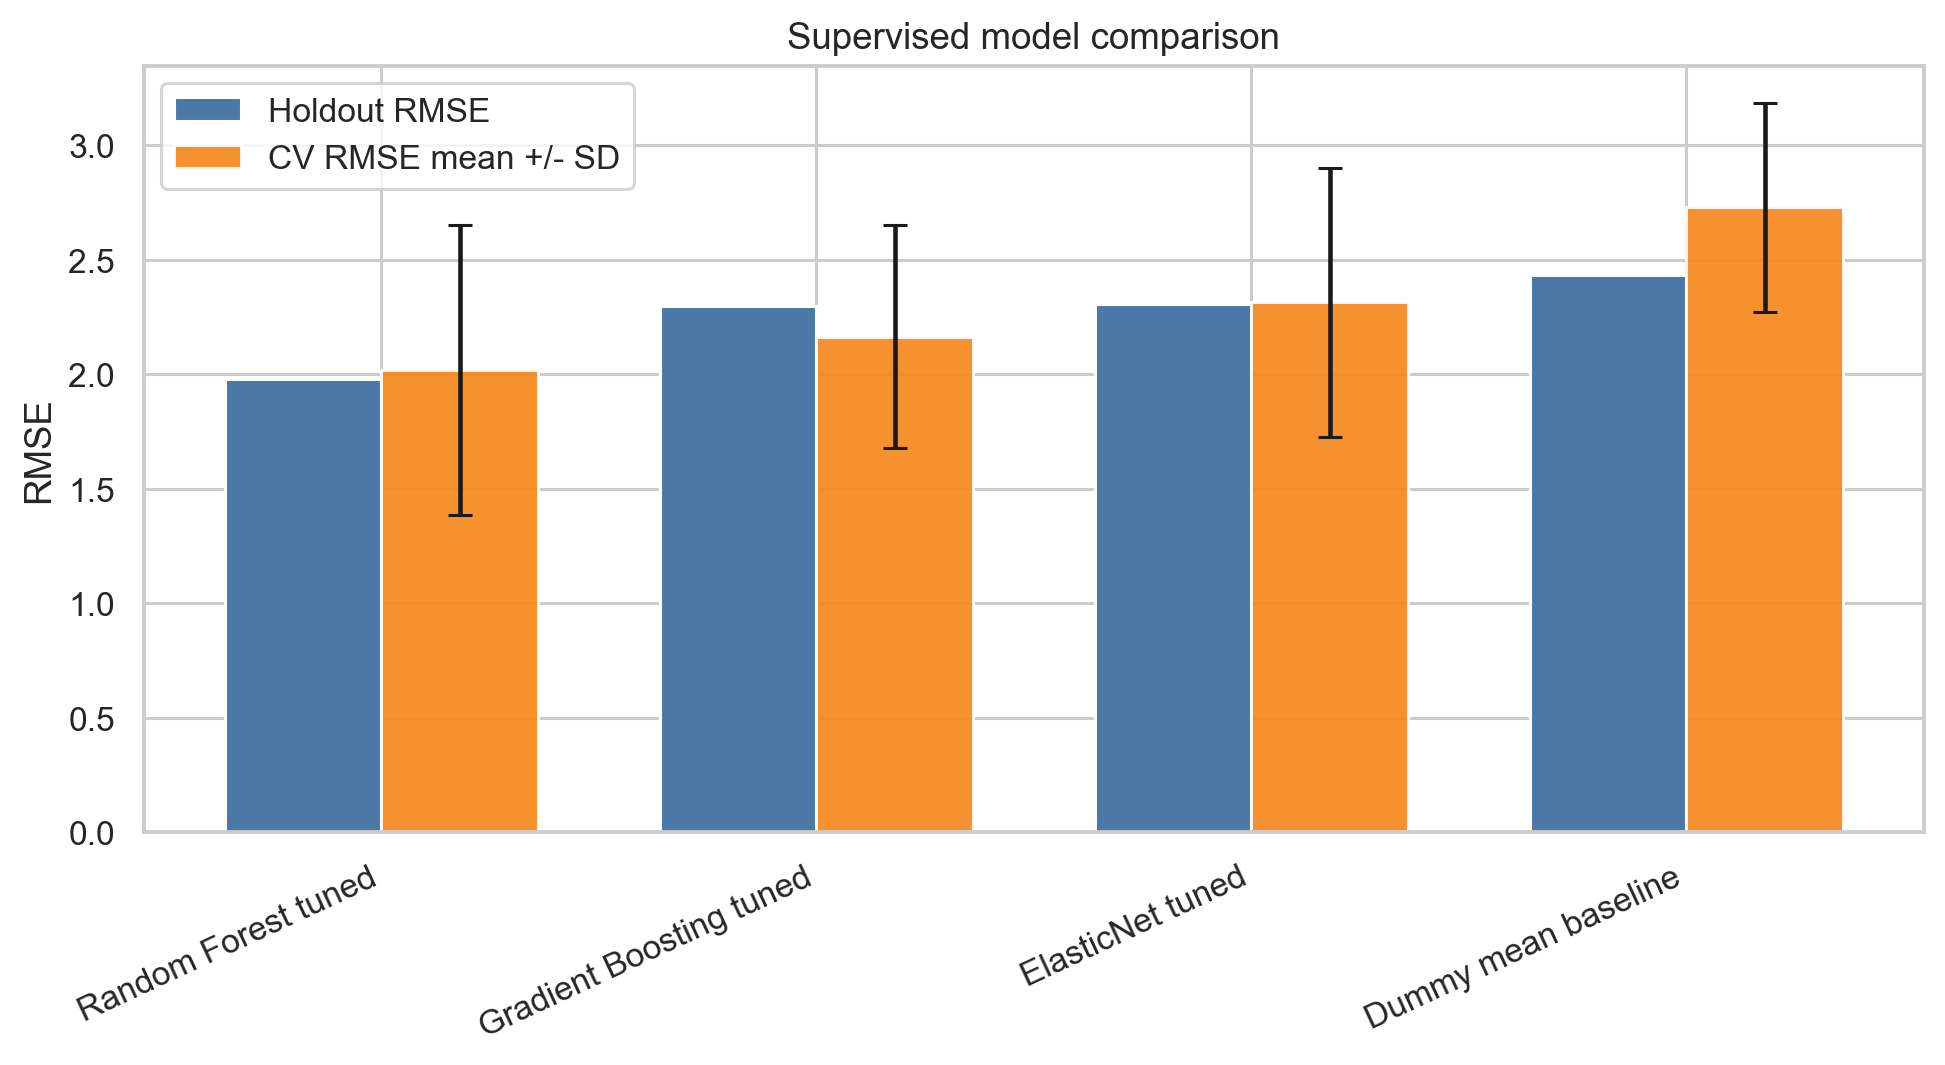 Supervised model comparison
Holdout RMSE
CV RMSE mean +/- SD
RMSE
3.0
2.5
2.0
1.5
1.0
0.5
0.0
Random Forest tuned
Gradient Boosting tuned
ElasticNet tuned
Dummy mean baseline